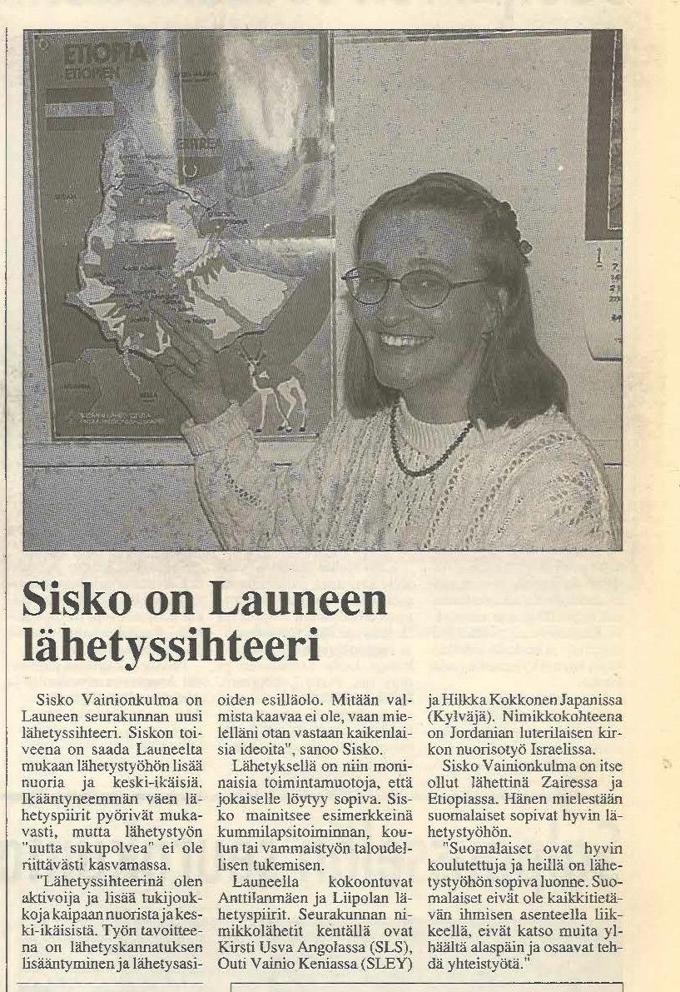 ETIOPIA
ETIOPIEN
ERITREA
Sisko on Launeen
lähetyssihteeri
Sisko Vainionkulma on
Launeen seurakunnan uusi
lähetyssihteeri. Siskon toi-
veena on saada Launeelta
mukaan lähetystyöhön lisää
nuoria ja keski-ikäisiä.
Ikääntyneemmän väen lä-
hetyspiirit pyörivät muka-
vasti, mutta lähetystyön
"uutta sukupolvea" ei ole
riittävästi kasvamassa.
"Lähetyssihteerinä olen
aktivoija ja lisää tukijouk-
koja kaipaan nuorista ja kes-
ki-ikäisistä. Työn tavoittee-
na on lähetyskannatuksen
lisääntyminen ja lähetysasi-
oiden esilläolo. Mitään val-
mista kaavaa ei ole, vaan mie-
lelläni otan vastaan kaikenlai-
sia ideoita", sanoo Sisko.
Lähetyksellä on niin moni-
naisia toimintamuotoja, että
jokaiselle löytyy sopiva. Sis-
ko mainitsee esimerkkeinä
kummilapsitoiminnan, kou-
lun tai vammaistyön taloudel-
lisen tukemisen.
Launeella kokoontuvat
Anttilanmäen ja Liipolan lä-
hetyspiirit. Seurakunnan ni-
mikkolähetit kentällä ovat
Kirsti Usva Angolassa (SLS),
Outi Vainio Keniassa (SLEY)
ja Hilkka Kokkonen Japanissa
(Kylväjä). Nimikkokohteena
on Jordanian luterilaisen kir-
kon nuorisotyö Israelissa.
Sisko Vainionkulma on itse
ollut lähettinä Zairessa ja
Etiopiassa. Hänen mielestään
suomalaiset sopivat hyvin lä-
hetystyöhön.
"Suomalaiset ovat hyvin
koulutettuja ja heillä on lähe-
tystyöhön sopiva luonne. Suo-
malaiset eivät ole kaikkitietä-
vän ihmisen asenteella liik-
keellä, eivät katso muita yl-
häältä alaspäin ja osaavat teh-
dä yhteistyötä."